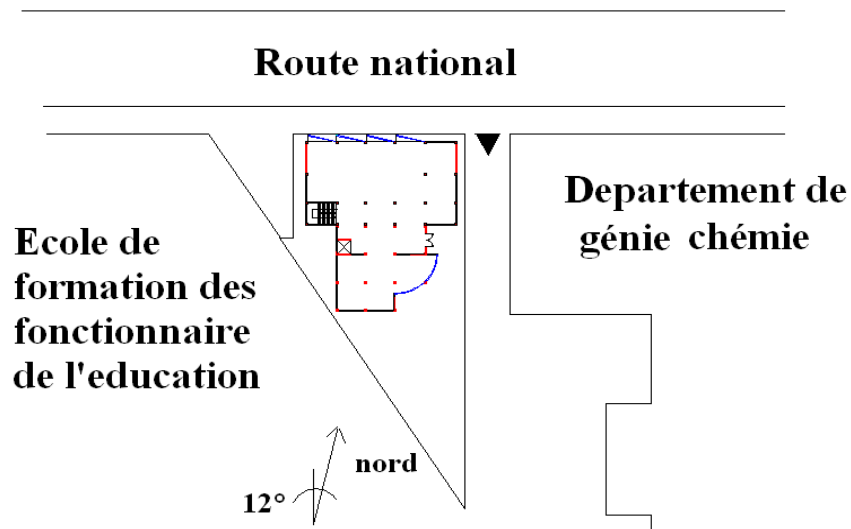 Route national
Departement de
génie chémie
Ecole de
formation des
fonctionnaire
de l'education
nord
12°